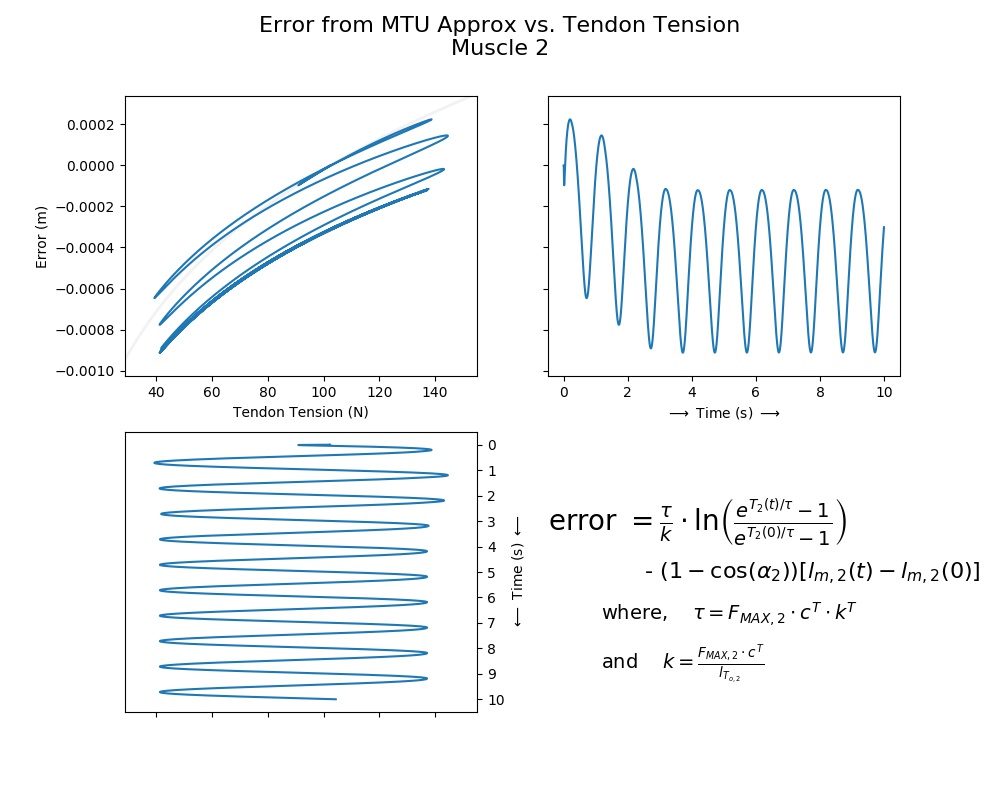 Error from MTU Approx vs. Tendon Tension
Muscle 2
0.0002
0.0000
−0.0002
−0.0004
−0.0006
−0.0008
−0.0010
Error (m)
40 60 80 100 120 140
Tendon Tension (N)
0 2 4 6 8 10
⟶ Time (s) ⟶
0
1
2
3
4
5
6
7
8
9
10
⟵ Time (s) ⟵
error = τ/k · ln((e^{T₂(t)/τ} − 1)/(e^{T₂(0)/τ} − 1))
- (1 − cos(α₂))[l_{m,2}(t) − l_{m,2}(0)]
where, τ = F_{MAX,2} · c^T · k^T
and k = F_{MAX,2} · c^T / l_{T_{o,2}}